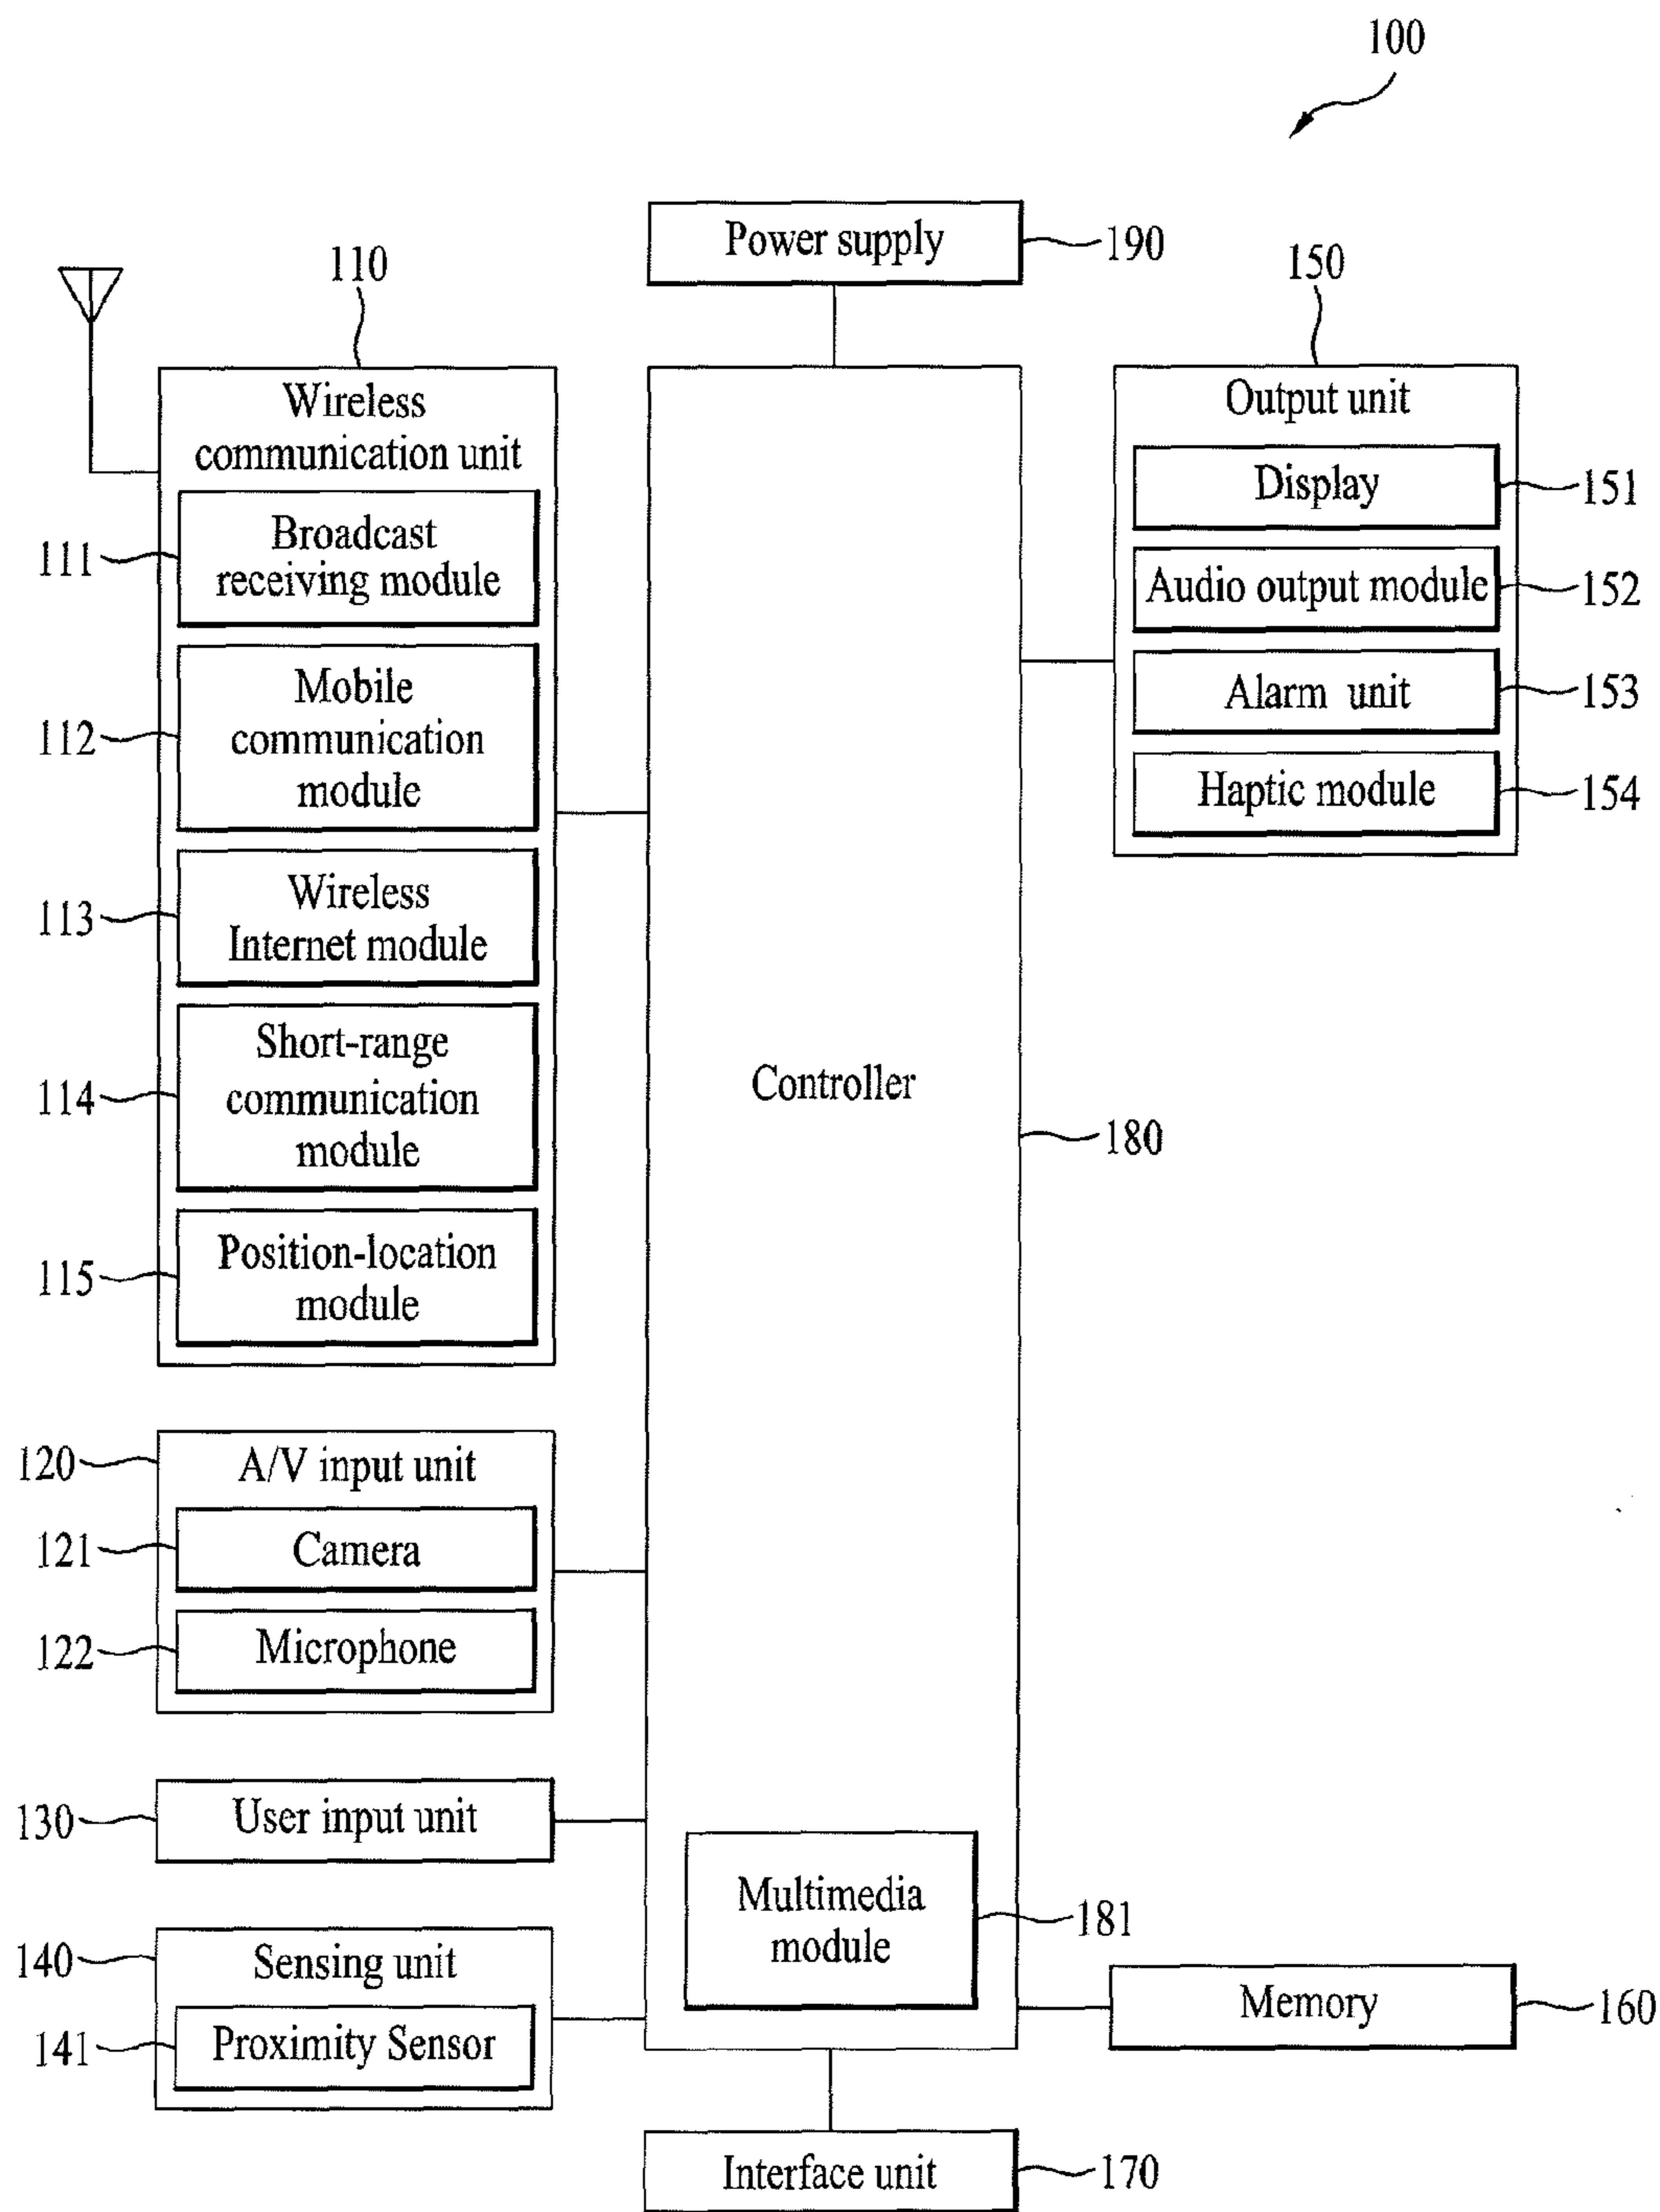 100
Power supply
190
110
150
Wireless
communication unit
Broadcast
receiving module
111
Mobile
communication
module
112
Wireless
Internet module
113
Short-range
communication
module
114
Position-location
module
115
Output unit
Display
151
Audio output module
152
Alarm unit
153
Haptic module
154
Controller
180
120
A/V input unit
121
Camera
122
Microphone
130
User input unit
Multimedia
module
181
140
Sensing unit
141
Proximity Sensor
Memory
160
Interface unit
170